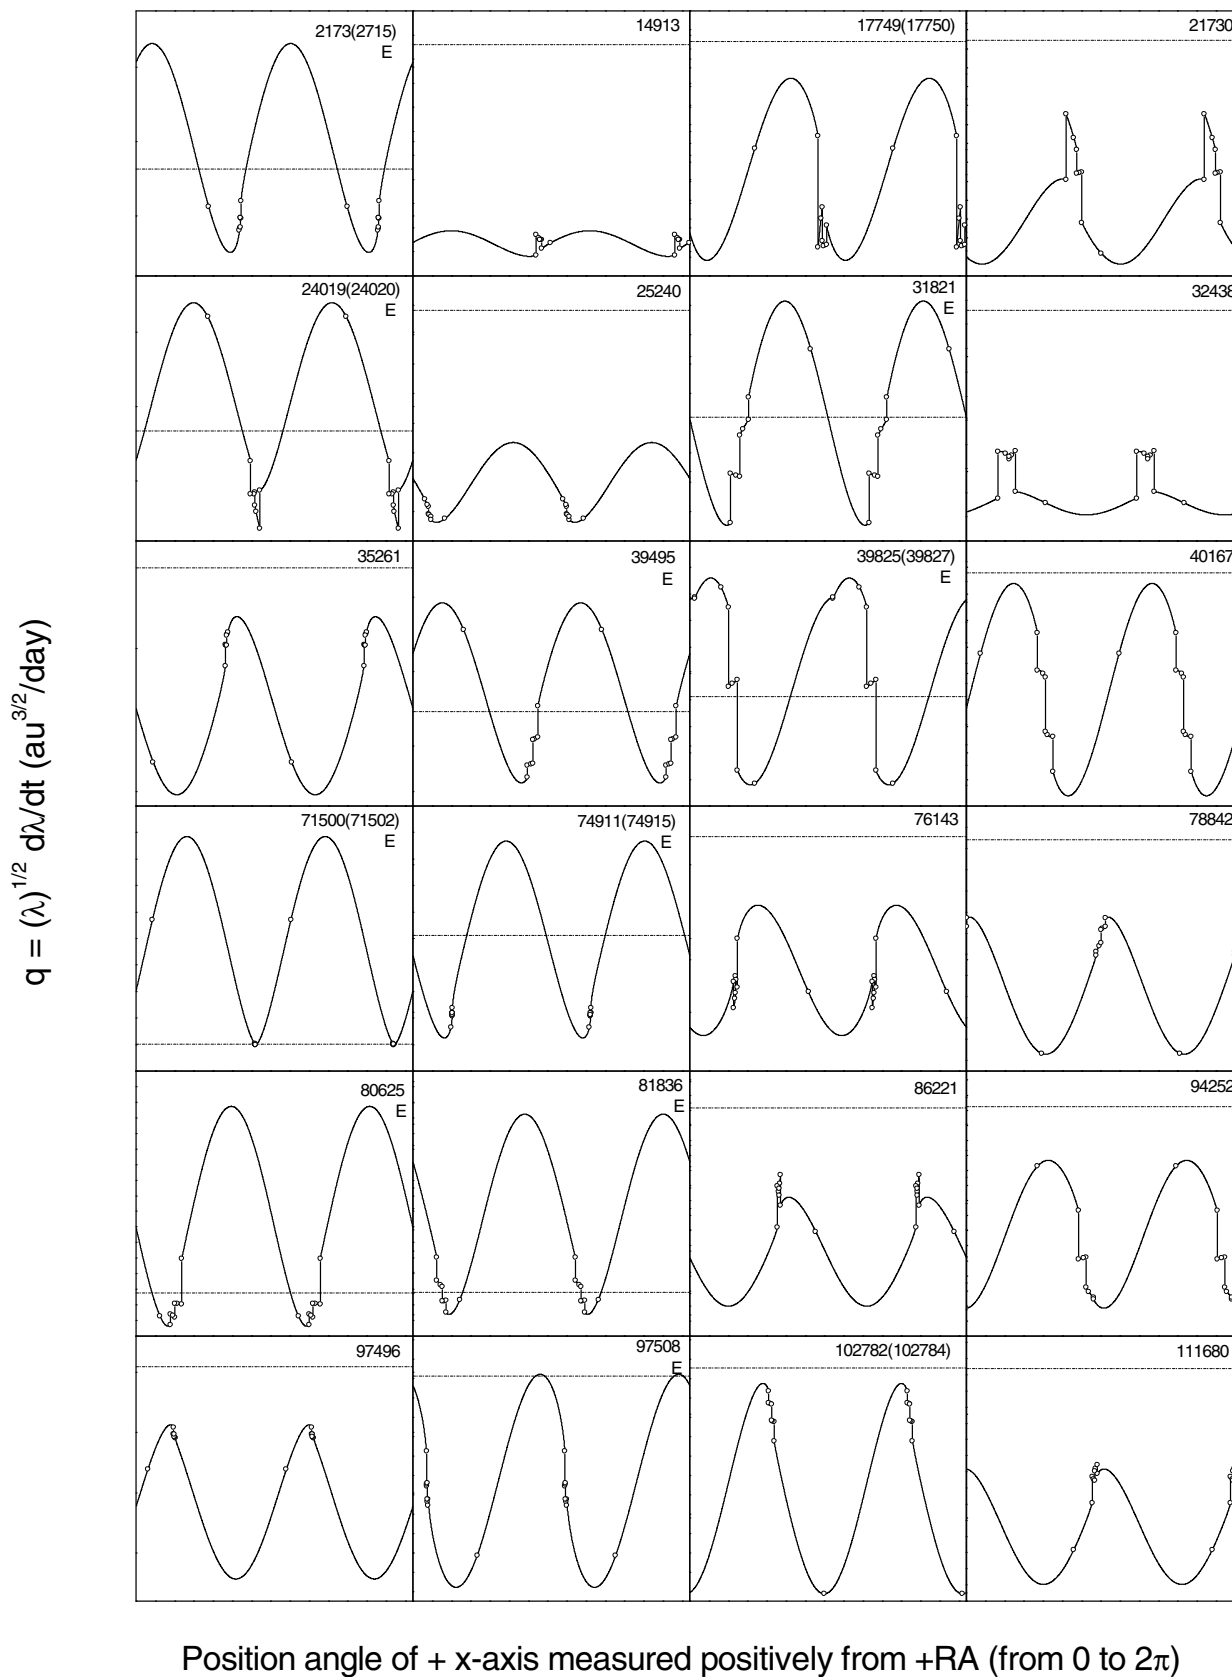 q = (λ)^1/2 dλ/dt (au^3/2/day)
2173(2715)
E
14913
17749(17750)
21730
24019(24020)
E
25240
31821
E
32438
35261
39495
E
39825(39827)
E
40167
71500(71502)
E
74911(74915)
E
76143
78842
80625
E
81836
E
86221
94252
97496
97508
E
102782(102784)
111680
Position angle of + x-axis measured positively from +RA (from 0 to 2π)